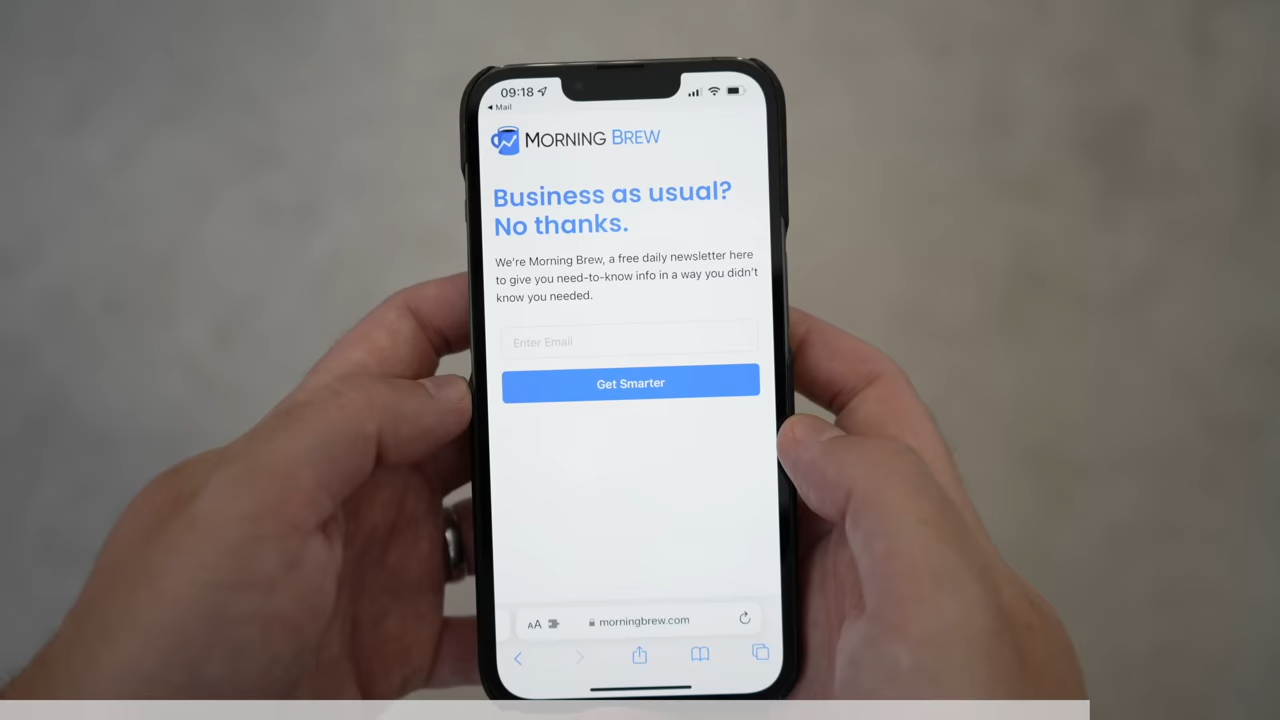 09:18
◀ Mail
MORNING BREW
Business as usual?
No thanks.
We're Morning Brew, a free daily newsletter here
to give you need-to-know info in a way you didn't
know you needed.
Enter Email
Get Smarter
AA morningbrew.com